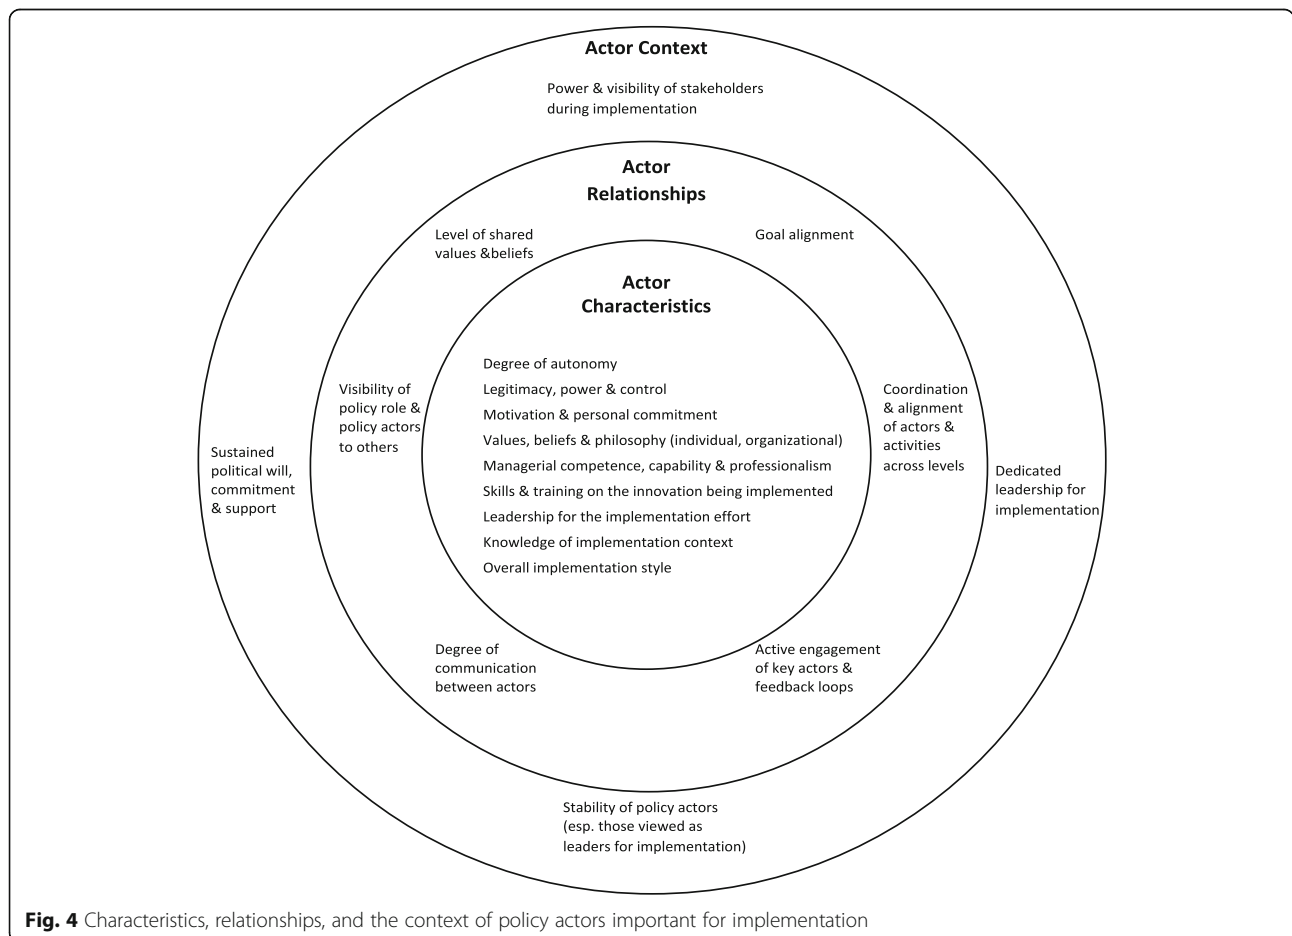 Actor Context
Power & visibility of stakeholders
during implementation
Actor
Relationships
Level of shared
values &beliefs
Goal alignment
Actor
Characteristics
Degree of autonomy
Legitimacy, power & control
Motivation & personal commitment
Values, beliefs & philosophy (individual, organizational)
Managerial competence, capability & professionalism
Skills & training on the innovation being implemented
Leadership for the implementation effort
Knowledge of implementation context
Overall implementation style
Visibility of
policy role &
policy actors
to others
Coordination
& alignment
of actors &
activities
across levels
Sustained
political will,
commitment
& support
Dedicated
leadership for
implementation
Degree of
communication
between actors
Active engagement
of key actors &
feedback loops
Stability of policy actors
(esp. those viewed as
leaders for implementation)
Fig. 4 Characteristics, relationships, and the context of policy actors important for implementation